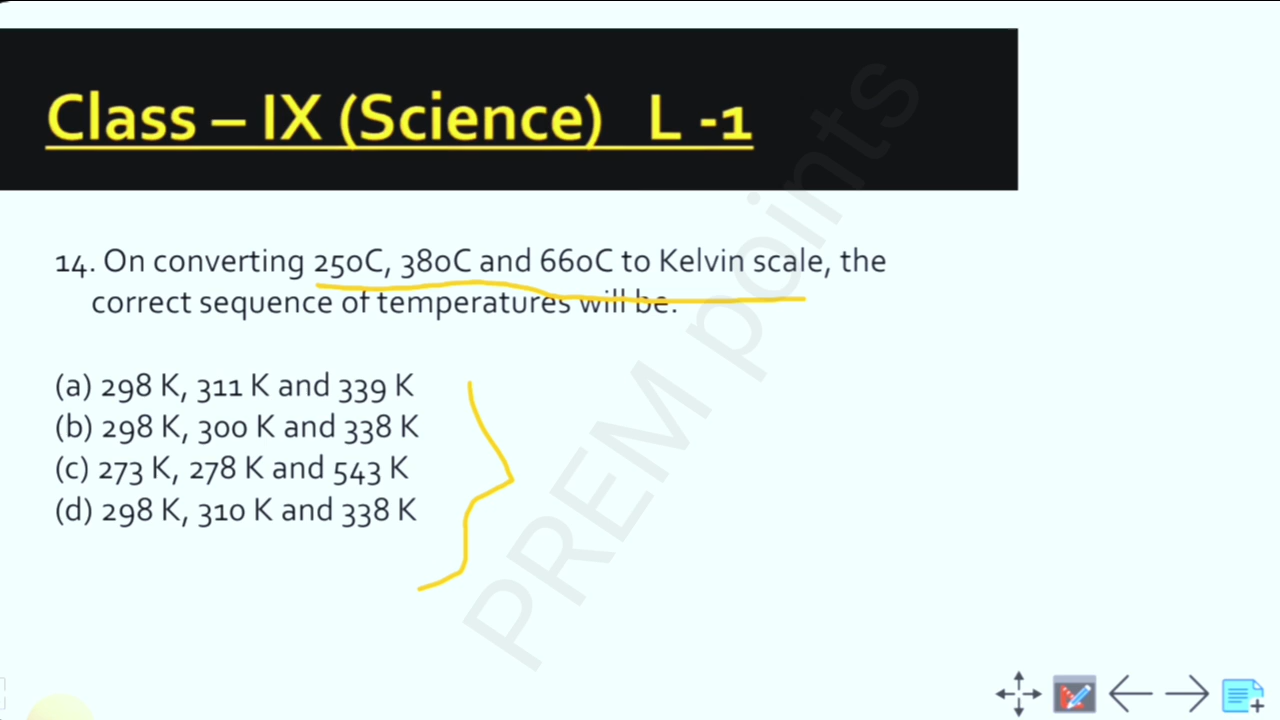 Class – IX (Science) L -1
14. On converting 25oC, 38oC and 66oC to Kelvin scale, the
correct sequence of temperatures will be:
(a) 298 K, 311 K and 339 K
(b) 298 K, 300 K and 338 K
(c) 273 K, 278 K and 543 K
(d) 298 K, 310 K and 338 K
PREM points